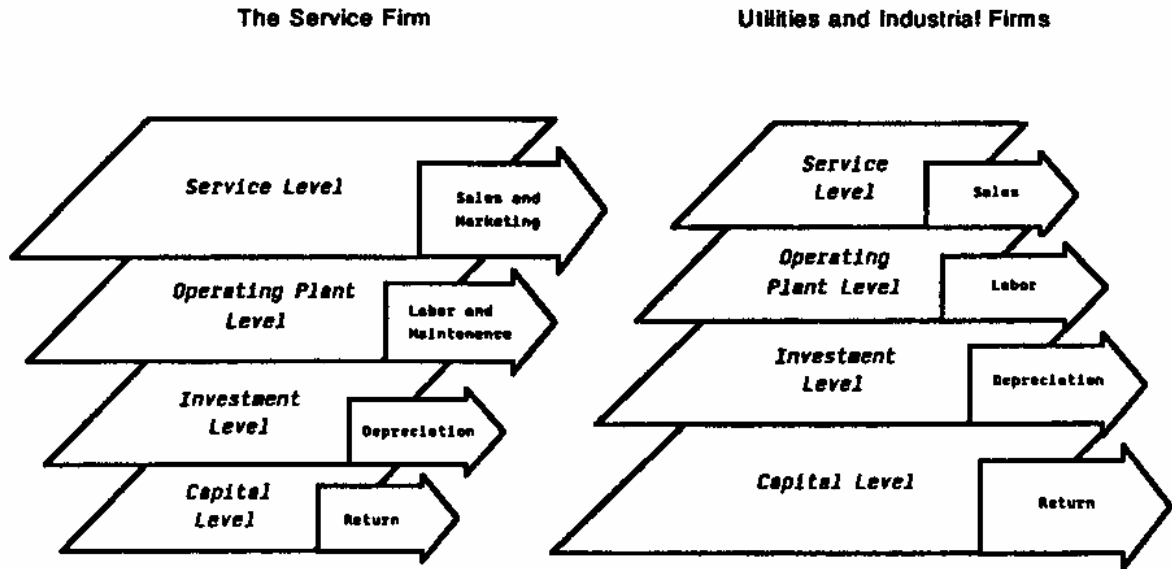 The Service Firm
Service Level
Sales and
Marketing
Operating Plant
Level
Labor and
Maintenence
Investment
Level
Depreciation
Capital
Level
Return
Utilities and Industrial Firms
Service
Level
Sales
Operating
Plant Level
Labor
Investment
Level
Depreciation
Capital Level
Return